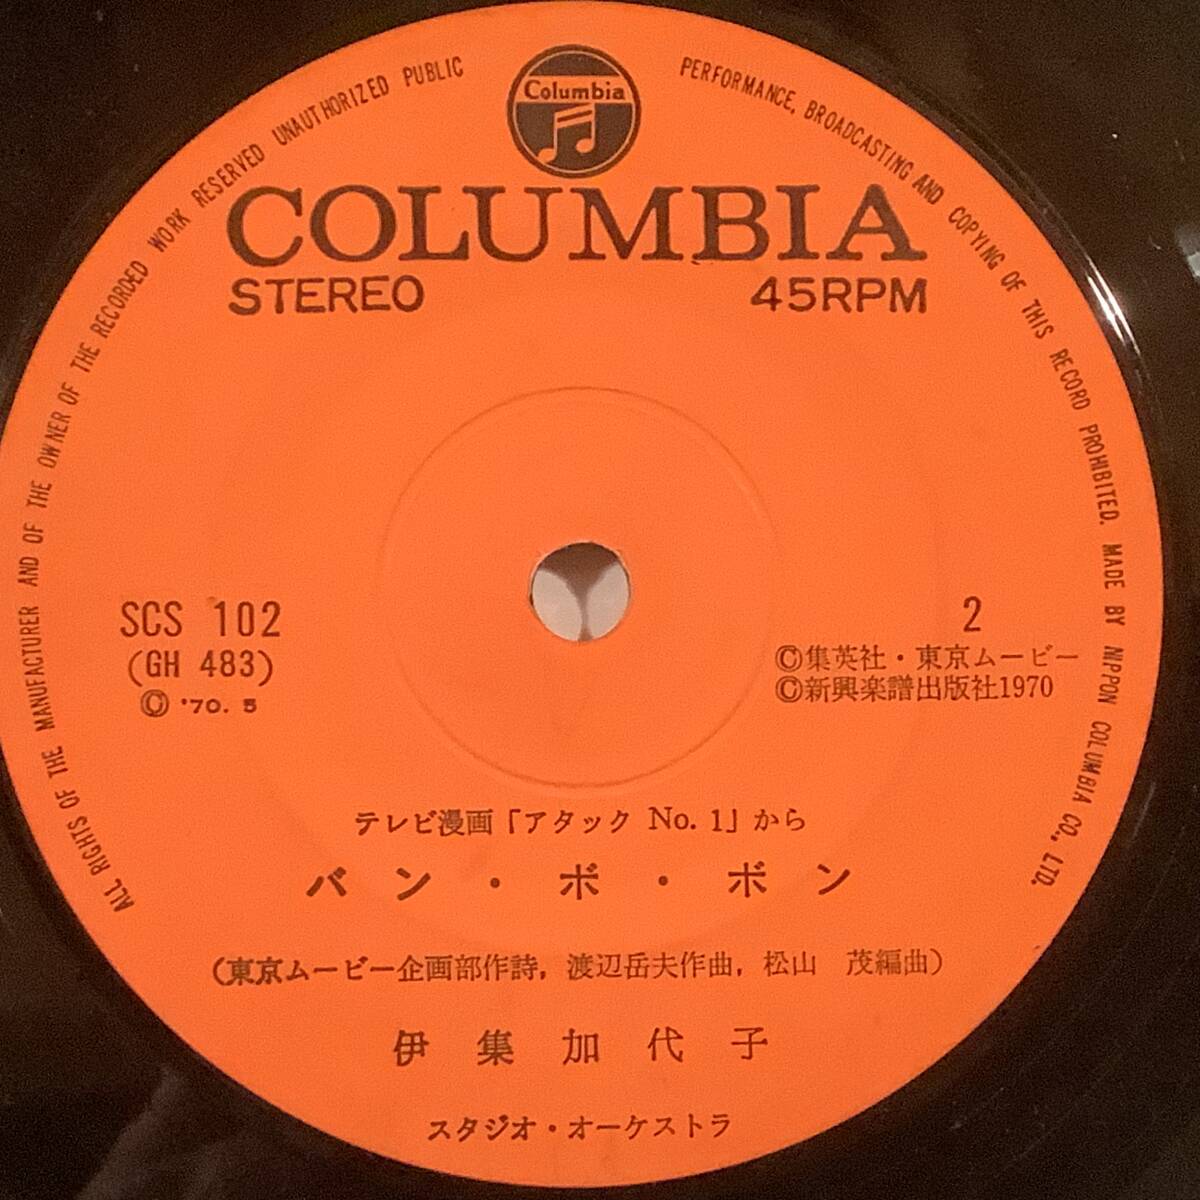 ALL RIGHTS OF THE MANUFACTURER AND OF THE OWNER OF THE RECORDED WORK RESERVED UNAUTHORIZED PUBLIC PERFORMANCE, BROADCASTING AND COPYING OF THIS RECORD PROHIBITED. MADE BY NIPPON COLUMBIA CO., LTD.
Columbia
COLUMBIA
STEREO 45RPM
SCS 102 2
(GH 483) Ⓒ集英社・東京ムービー
Ⓒ '70. 5 Ⓒ新興楽譜出版社1970
テレビ漫画「アタック No. 1」から
バン・ボ・ボン
(東京ムービー企画部作詩, 渡辺岳夫作曲, 松山 茂編曲)
伊集加代子
スタジオ・オーケストラ